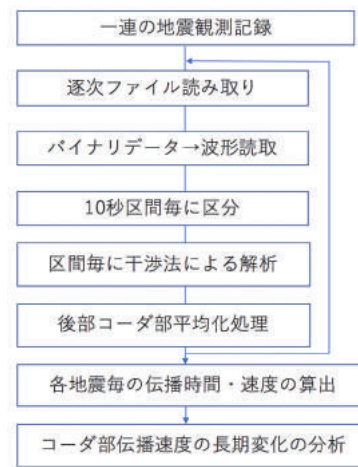 一連の地震観測記録
逐次ファイル読み取り
バイナリデータ→波形読取
10秒区間毎に区分
区間毎に干渉法による解析
後部コーダ部平均化処理
各地震毎の伝播時間・速度の算出
コーダ部伝播速度の長期変化の分析